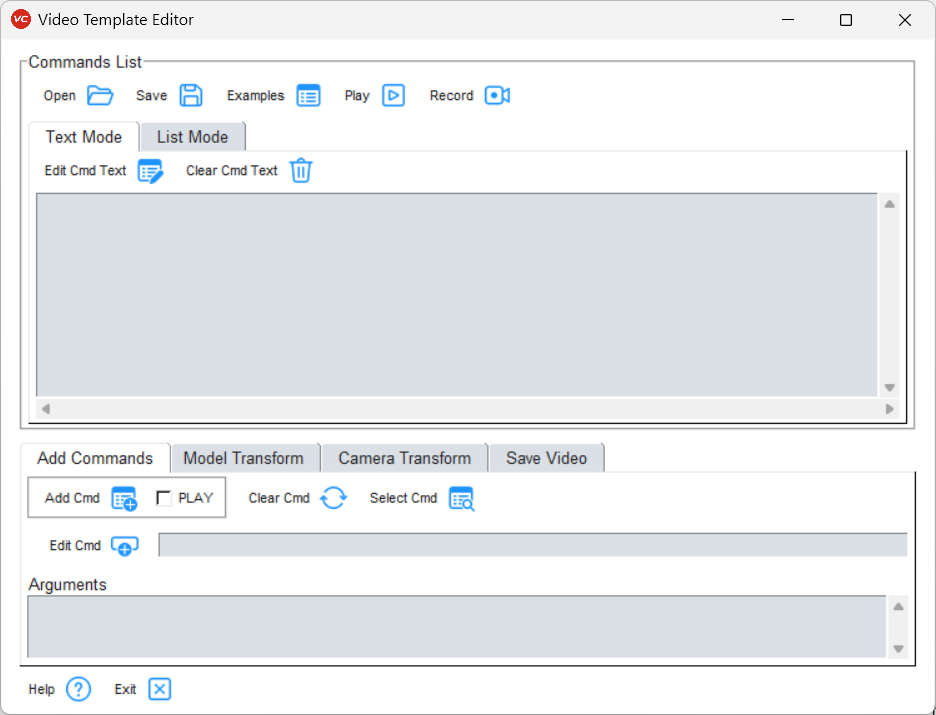 VC Video Template Editor
Commands List
Open Save Examples Play Record
Text Mode List Mode
Edit Cmd Text Clear Cmd Text
Add Commands Model Transform Camera Transform Save Video
Add Cmd PLAY Clear Cmd Select Cmd
Edit Cmd
Arguments
Help ? Exit